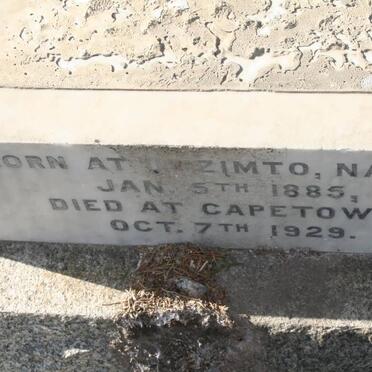 ORN AT ZIMTO, NA
JAN. 5TH 1885,
DIED AT CAPETOW
OCT. 7TH 1929.